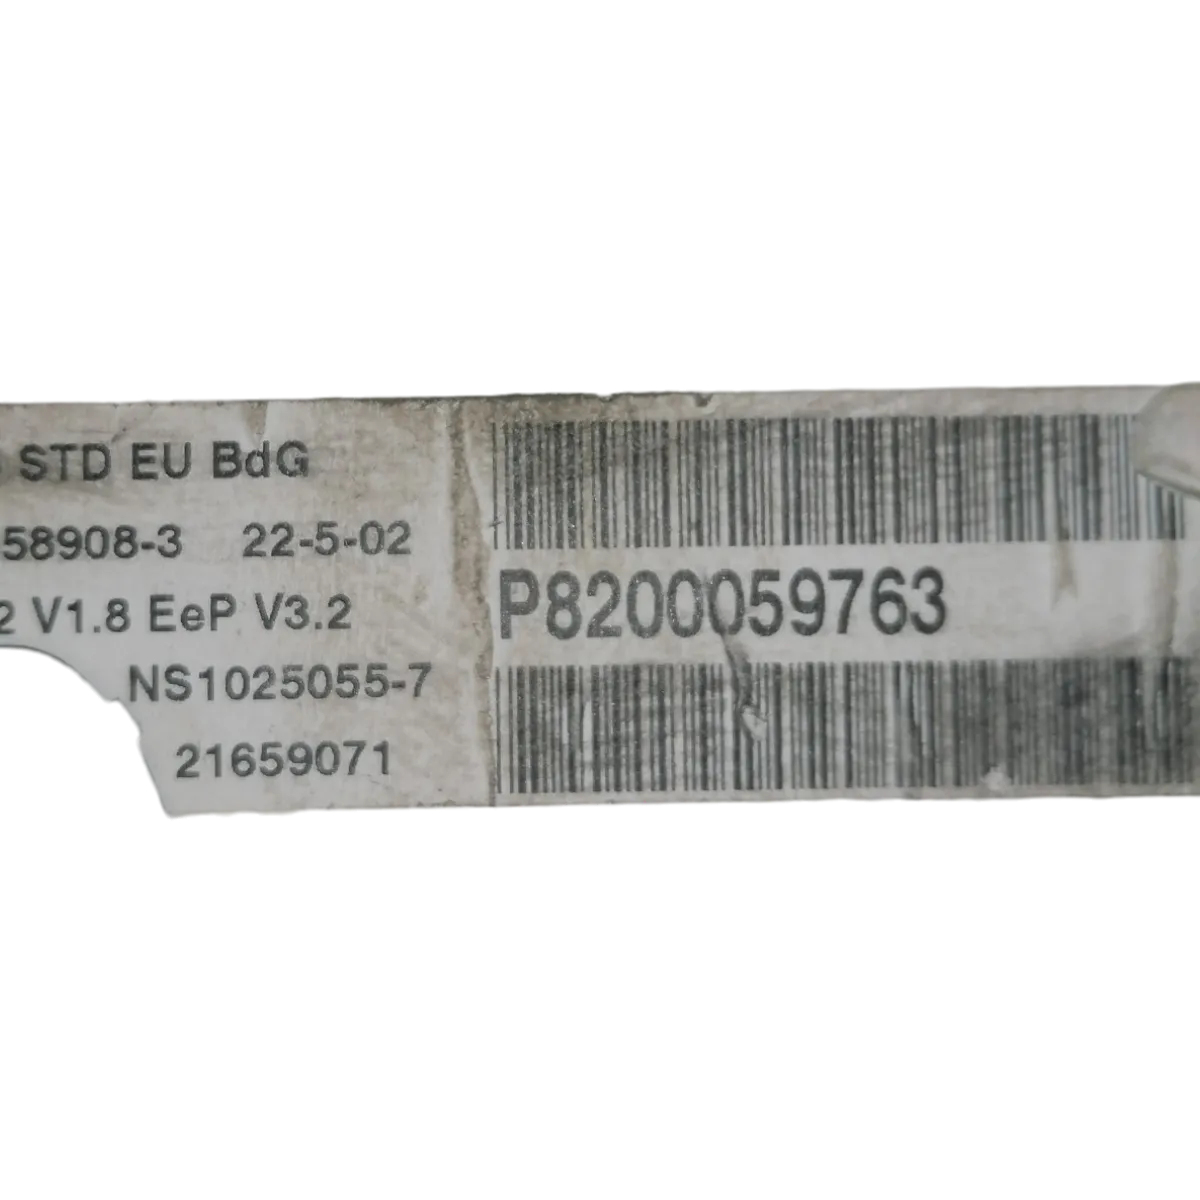 STD EU BdG
58908-3 22-5-02
2 V1.8 EeP V3.2
NS1025055-7
21659071
P8200059763